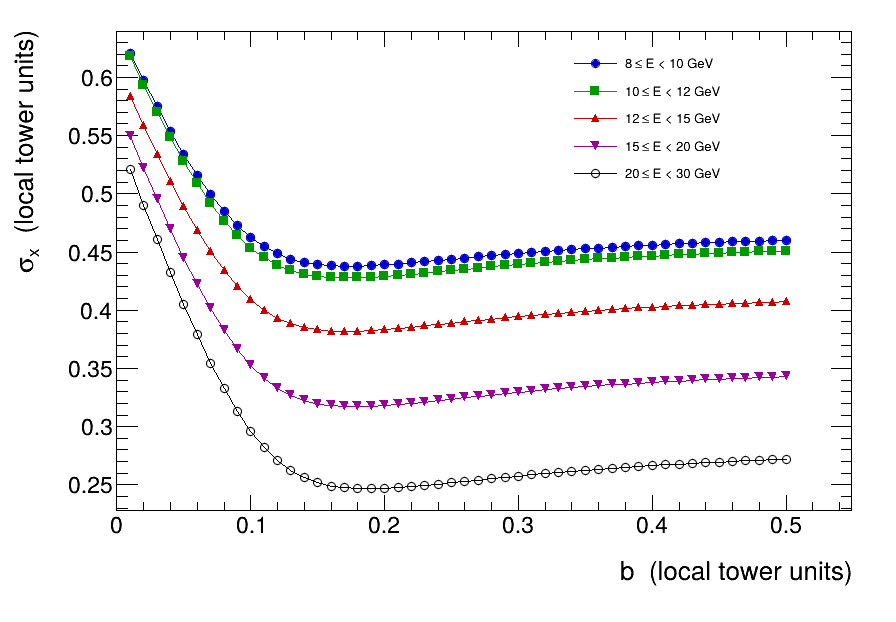 σx (local tower units)
0.6
0.55
0.5
0.45
0.4
0.35
0.3
0.25
8 ≤ E < 10 GeV
10 ≤ E < 12 GeV
12 ≤ E < 15 GeV
15 ≤ E < 20 GeV
20 ≤ E < 30 GeV
0 0.1 0.2 0.3 0.4 0.5
b (local tower units)